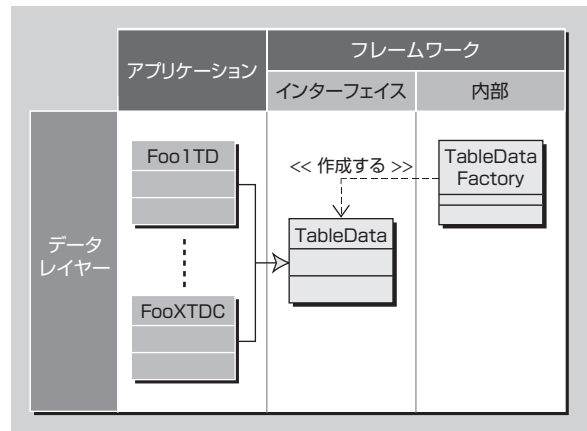 アプリケーション
フレームワーク
インターフェイス
内部
データ
レイヤー
Foo1TD
FooXTDC
<< 作成する >>
TableData
TableData
Factory